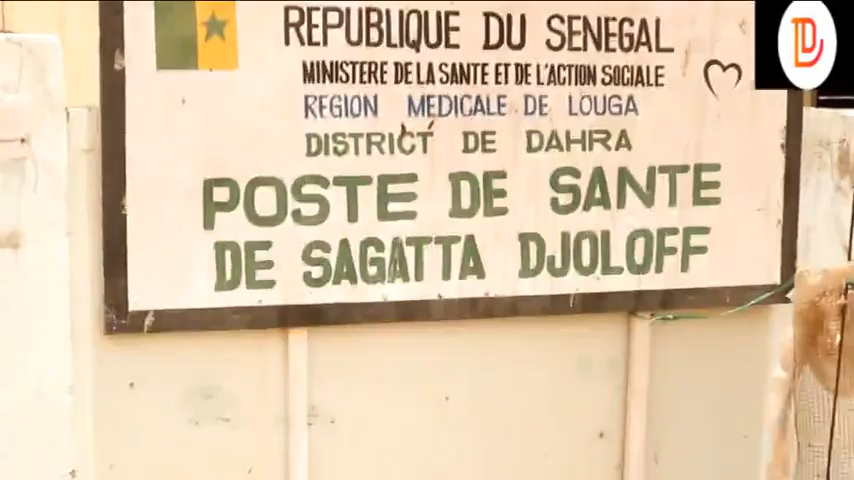 REPUBLIQUE DU SENEGAL
MINISTERE DE LA SANTE ET DE L'ACTION SOCIALE
REGION MEDICALE DE LOUGA
DISTRICT DE DAHRA
POSTE DE SANTE
DE SAGATTA DJOLOFF